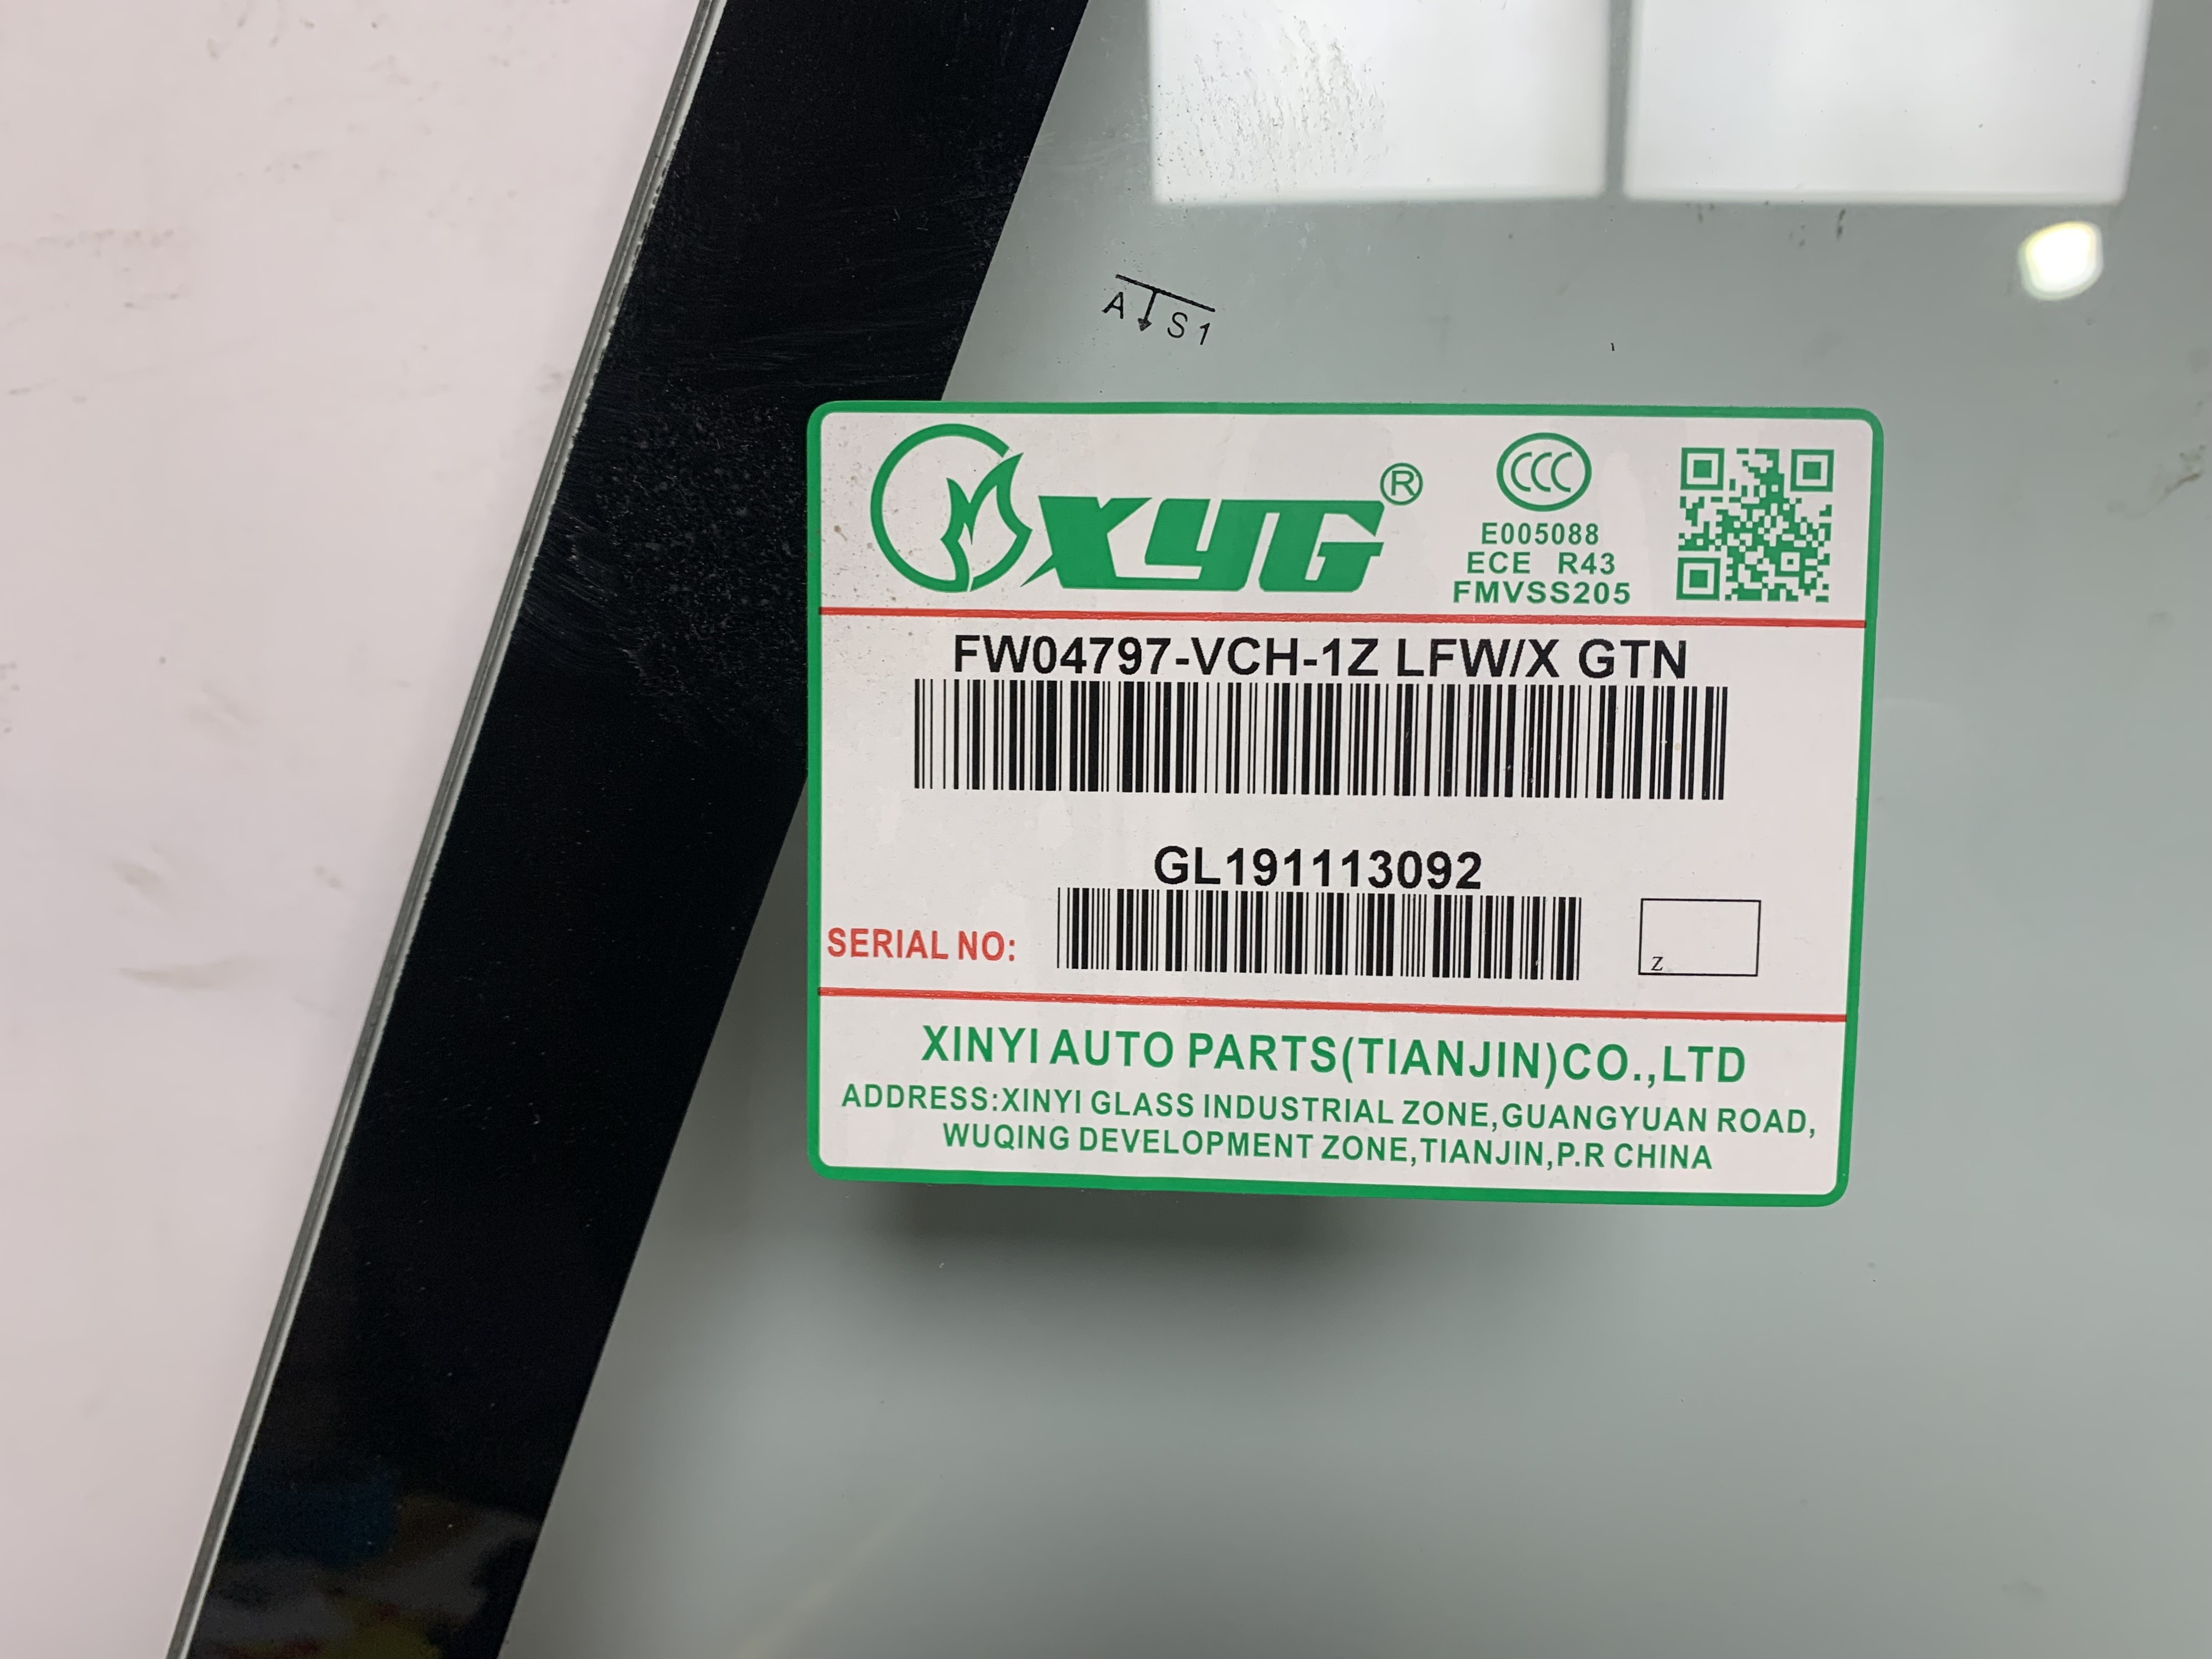 A S1
XYG®
CCC
E005088
ECE R43
FMVSS205
FW04797-VCH-1Z LFW/X GTN
GL191113092
SERIAL NO:
Z
XINYI AUTO PARTS(TIANJIN)CO.,LTD
ADDRESS:XINYI GLASS INDUSTRIAL ZONE,GUANGYUAN ROAD,
WUQING DEVELOPMENT ZONE,TIANJIN,P.R CHINA